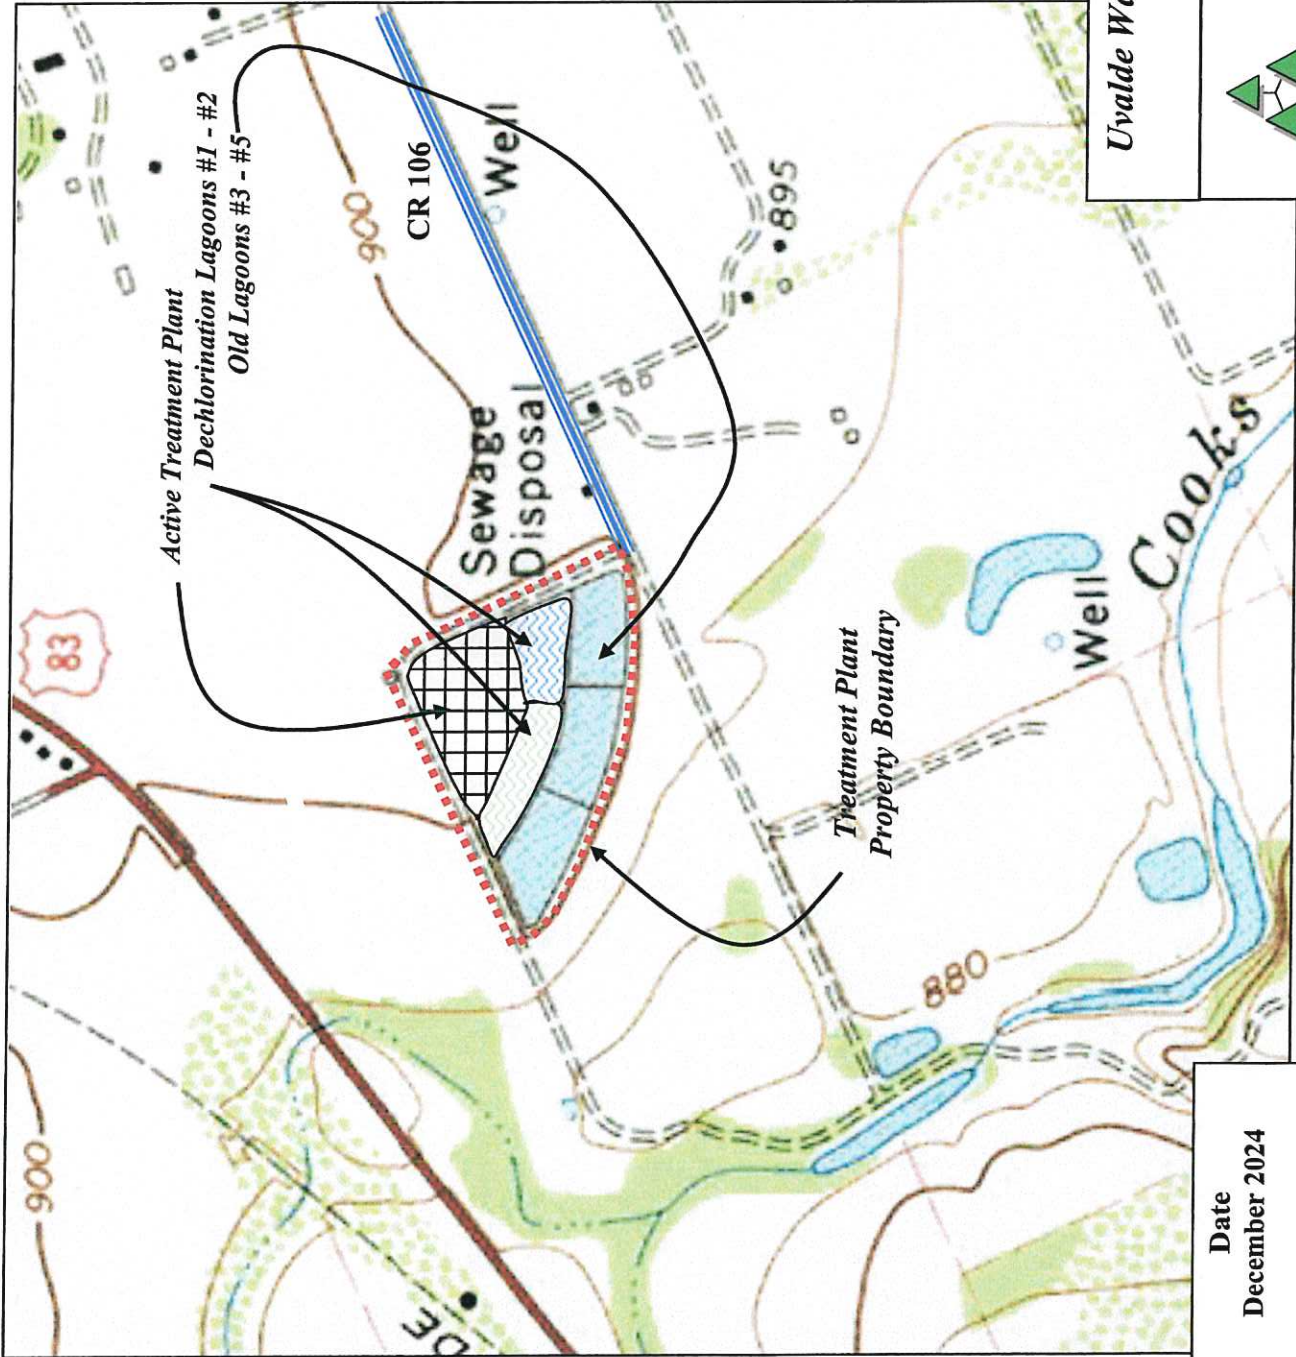 900
83
Active Treatment Plant
Dechlorination Lagoons #1 - #2
Old Lagoons #3 - #5
900
CR 106
DE
Sewage
Disposal
Well
895
Treatment Plant
Property Boundary
880
Well
Cooks
Uvalde
Date
December 2024